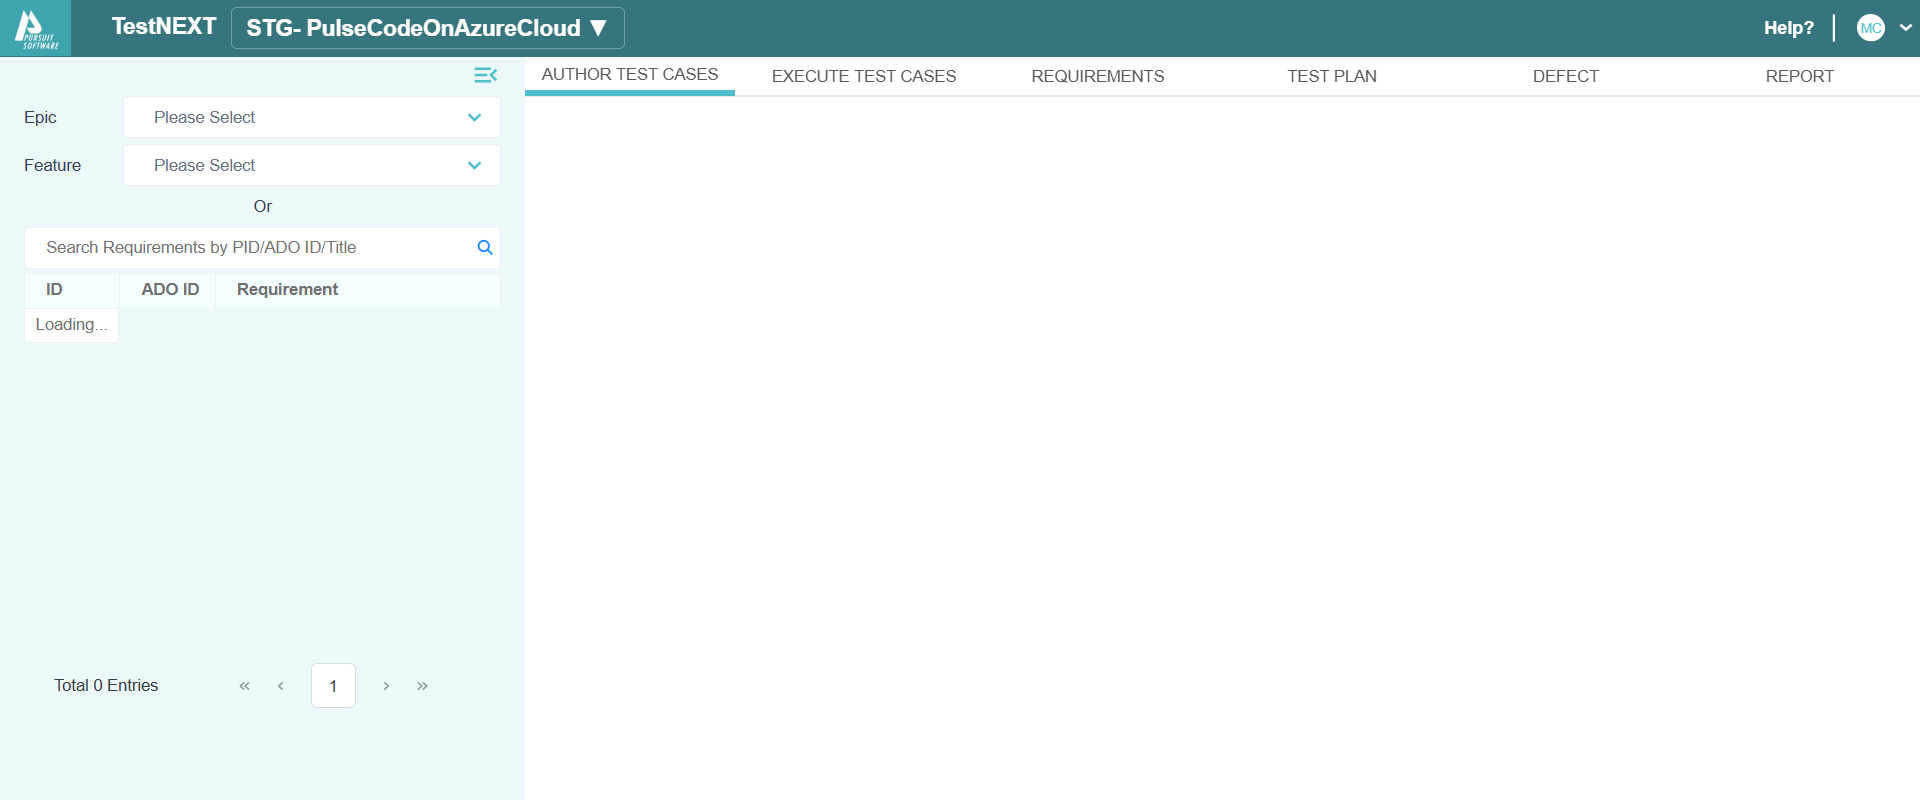 PURSUIT
SOFTWARE
TestNEXT
STG- PulseCodeOnAzureCloud ▼
Help?
MC
AUTHOR TEST CASES
EXECUTE TEST CASES
REQUIREMENTS
TEST PLAN
DEFECT
REPORT
Epic
Please Select
Feature
Please Select
Or
Search Requirements by PID/ADO ID/Title
ID
ADO ID
Requirement
Loading...
Total 0 Entries
« ‹ 1 › »